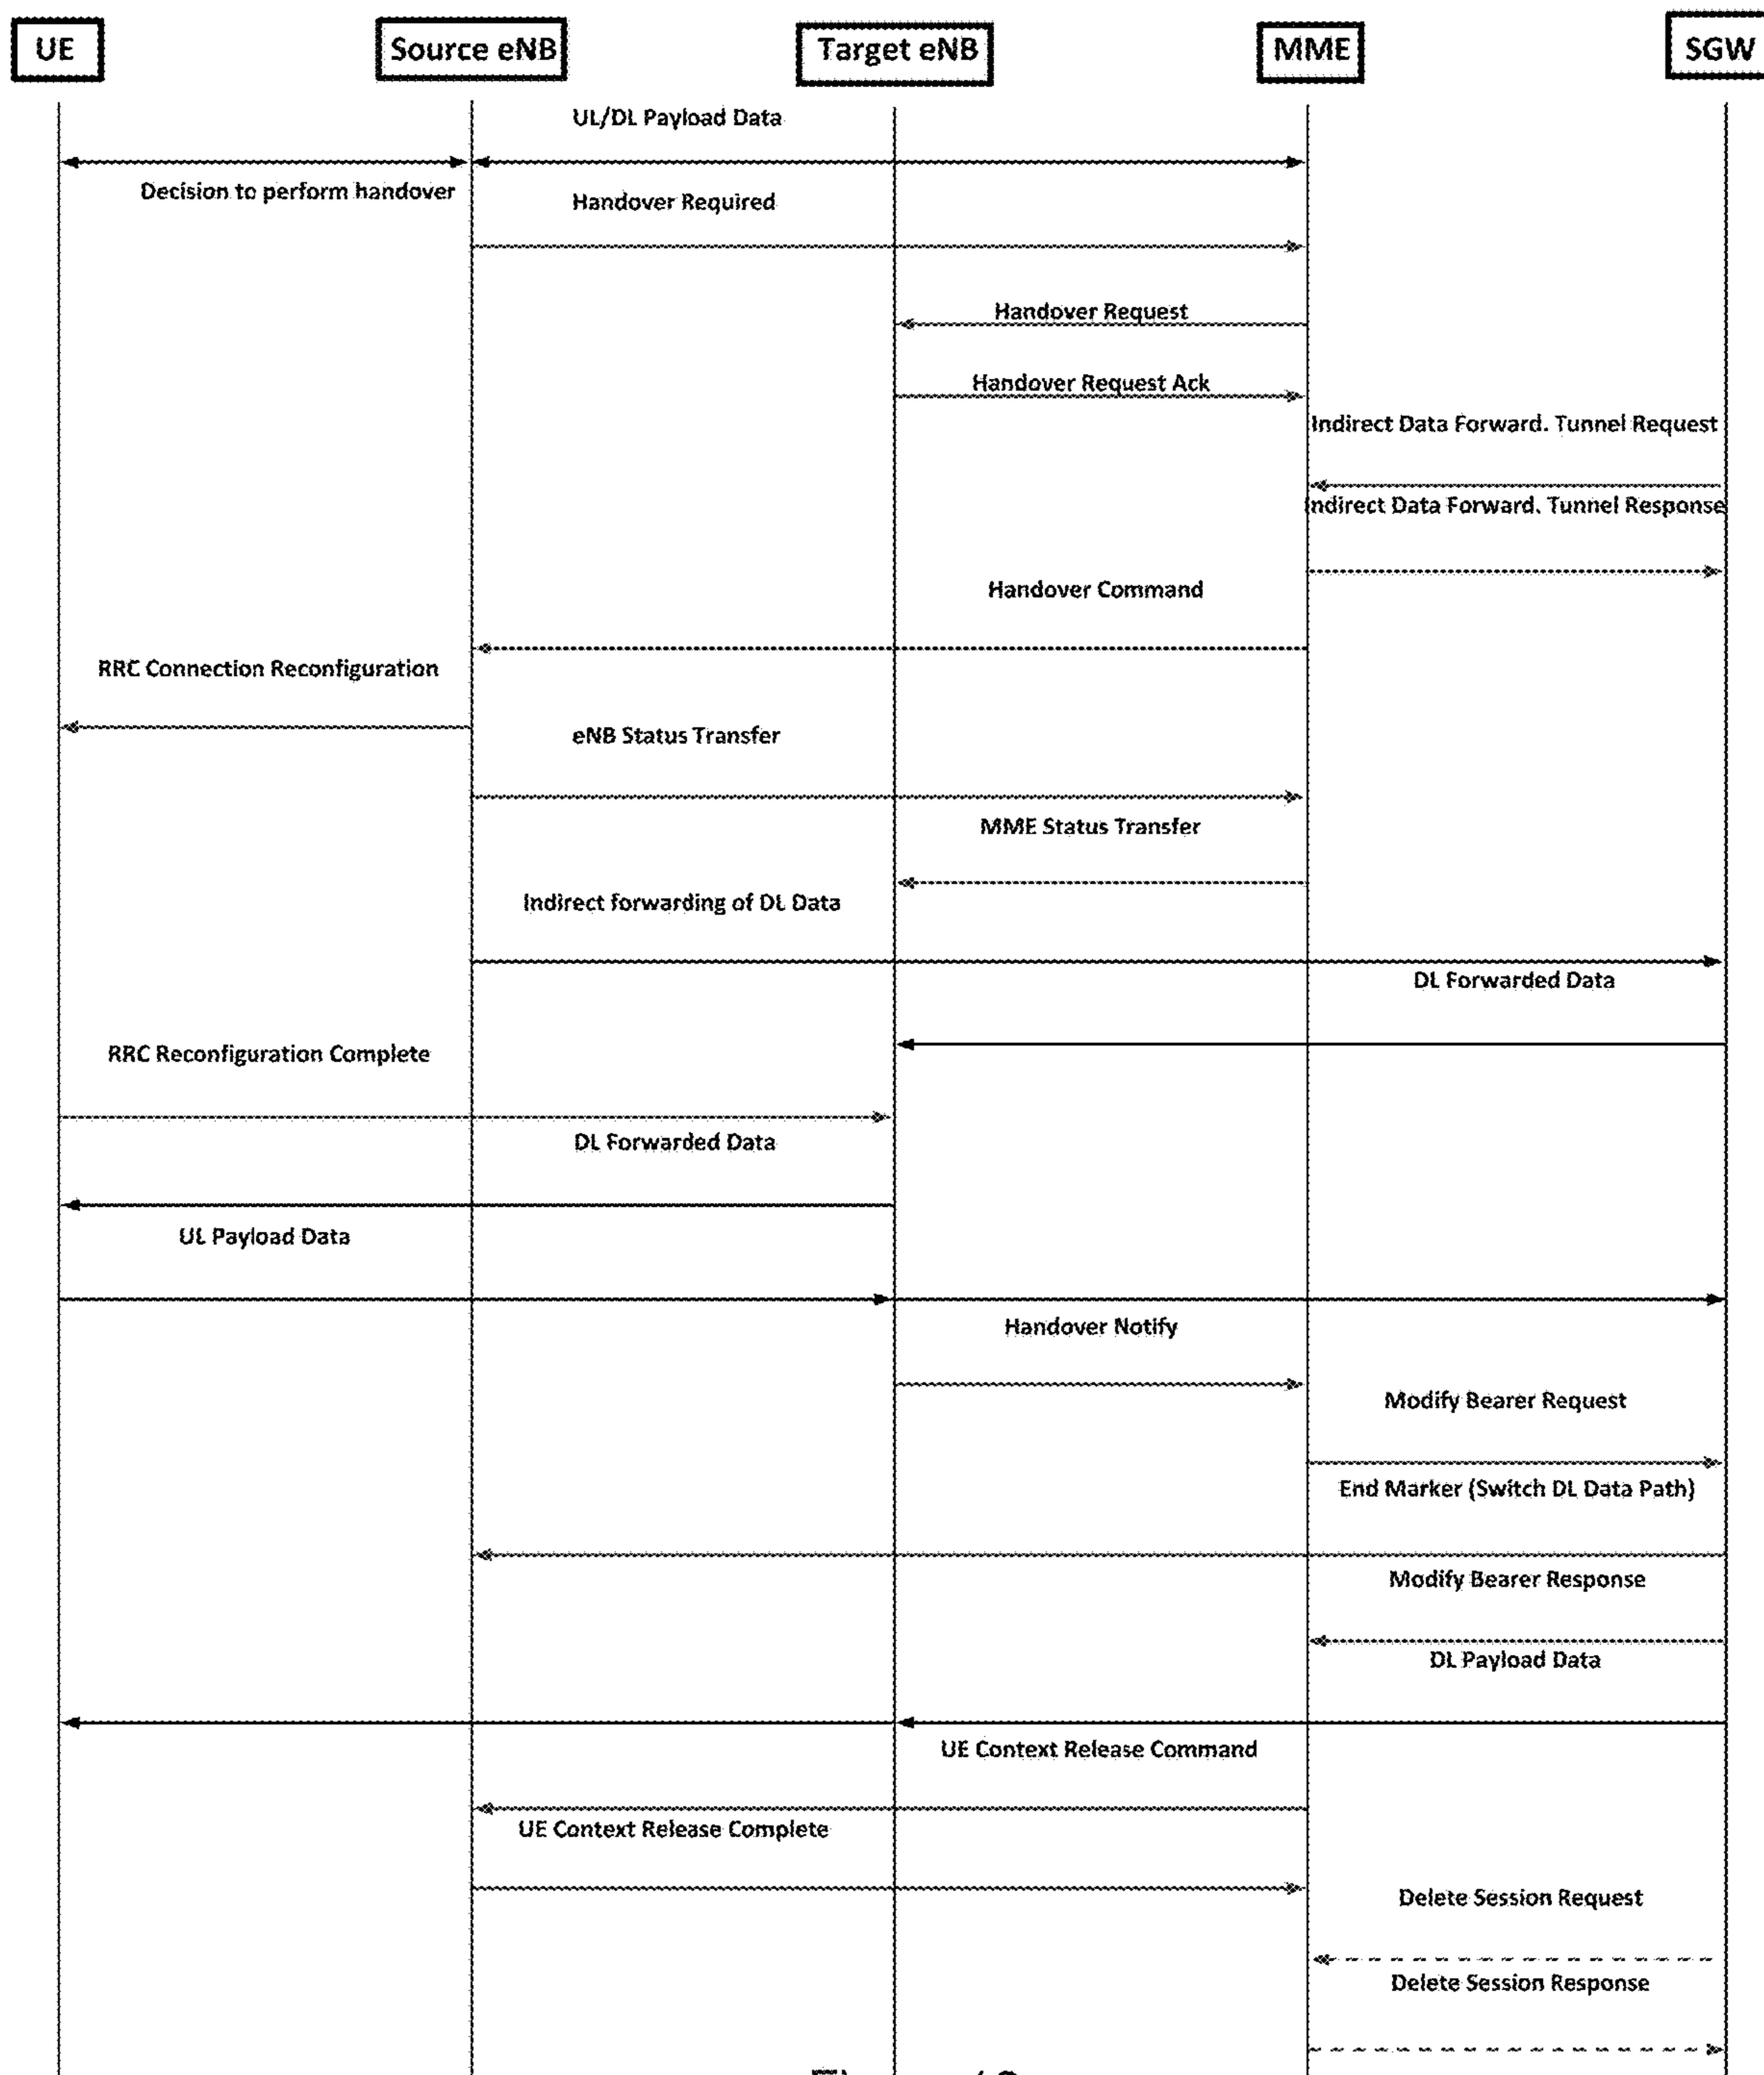 UE
Source eNB
Target eNB
MME
SGW
UL/DL Payload Data
Decision to perform handover
Handover Required
Handover Request
Handover Request Ack
Indirect Data Forward. Tunnel Request
Indirect Data Forward. Tunnel Response
Handover Command
RRC Connection Reconfiguration
eNB Status Transfer
MME Status Transfer
Indirect forwarding of DL Data
DL Forwarded Data
RRC Reconfiguration Complete
DL Forwarded Data
UL Payload Data
Handover Notify
Modify Bearer Request
End Marker (Switch DL Data Path)
Modify Bearer Response
DL Payload Data
UE Context Release Command
UE Context Release Complete
Delete Session Request
Delete Session Response